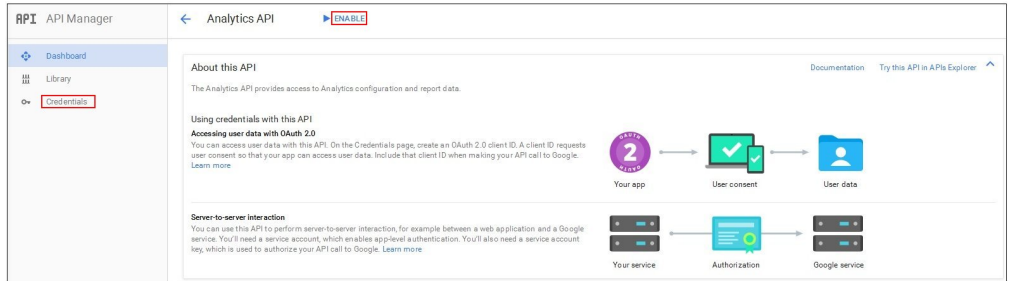 API API Manager
← Analytics API ENABLE
Dashboard
Library
Credentials
About this API
Documentation Try this API in APIs Explorer
The Analytics API provides access to Analytics configuration and report data.
Using credentials with this API
Accessing user data with OAuth 2.0
You can access user data with this API. On the Credentials page, create an OAuth 2.0 client ID. A client ID requests
user consent so that your app can access user data. Include that client ID when making your API call to Google.
Learn more
OAUTH
2
OAUTH
Your app
User consent
User data
Server-to-server interaction
You can use this API to perform server-to-server interaction, for example between a web application and a Google
service. You'll need a service account, which enables app-level authentication. You'll also need a service account
key, which is used to authorize your API call to Google. Learn more
Your service
Authorization
Google service